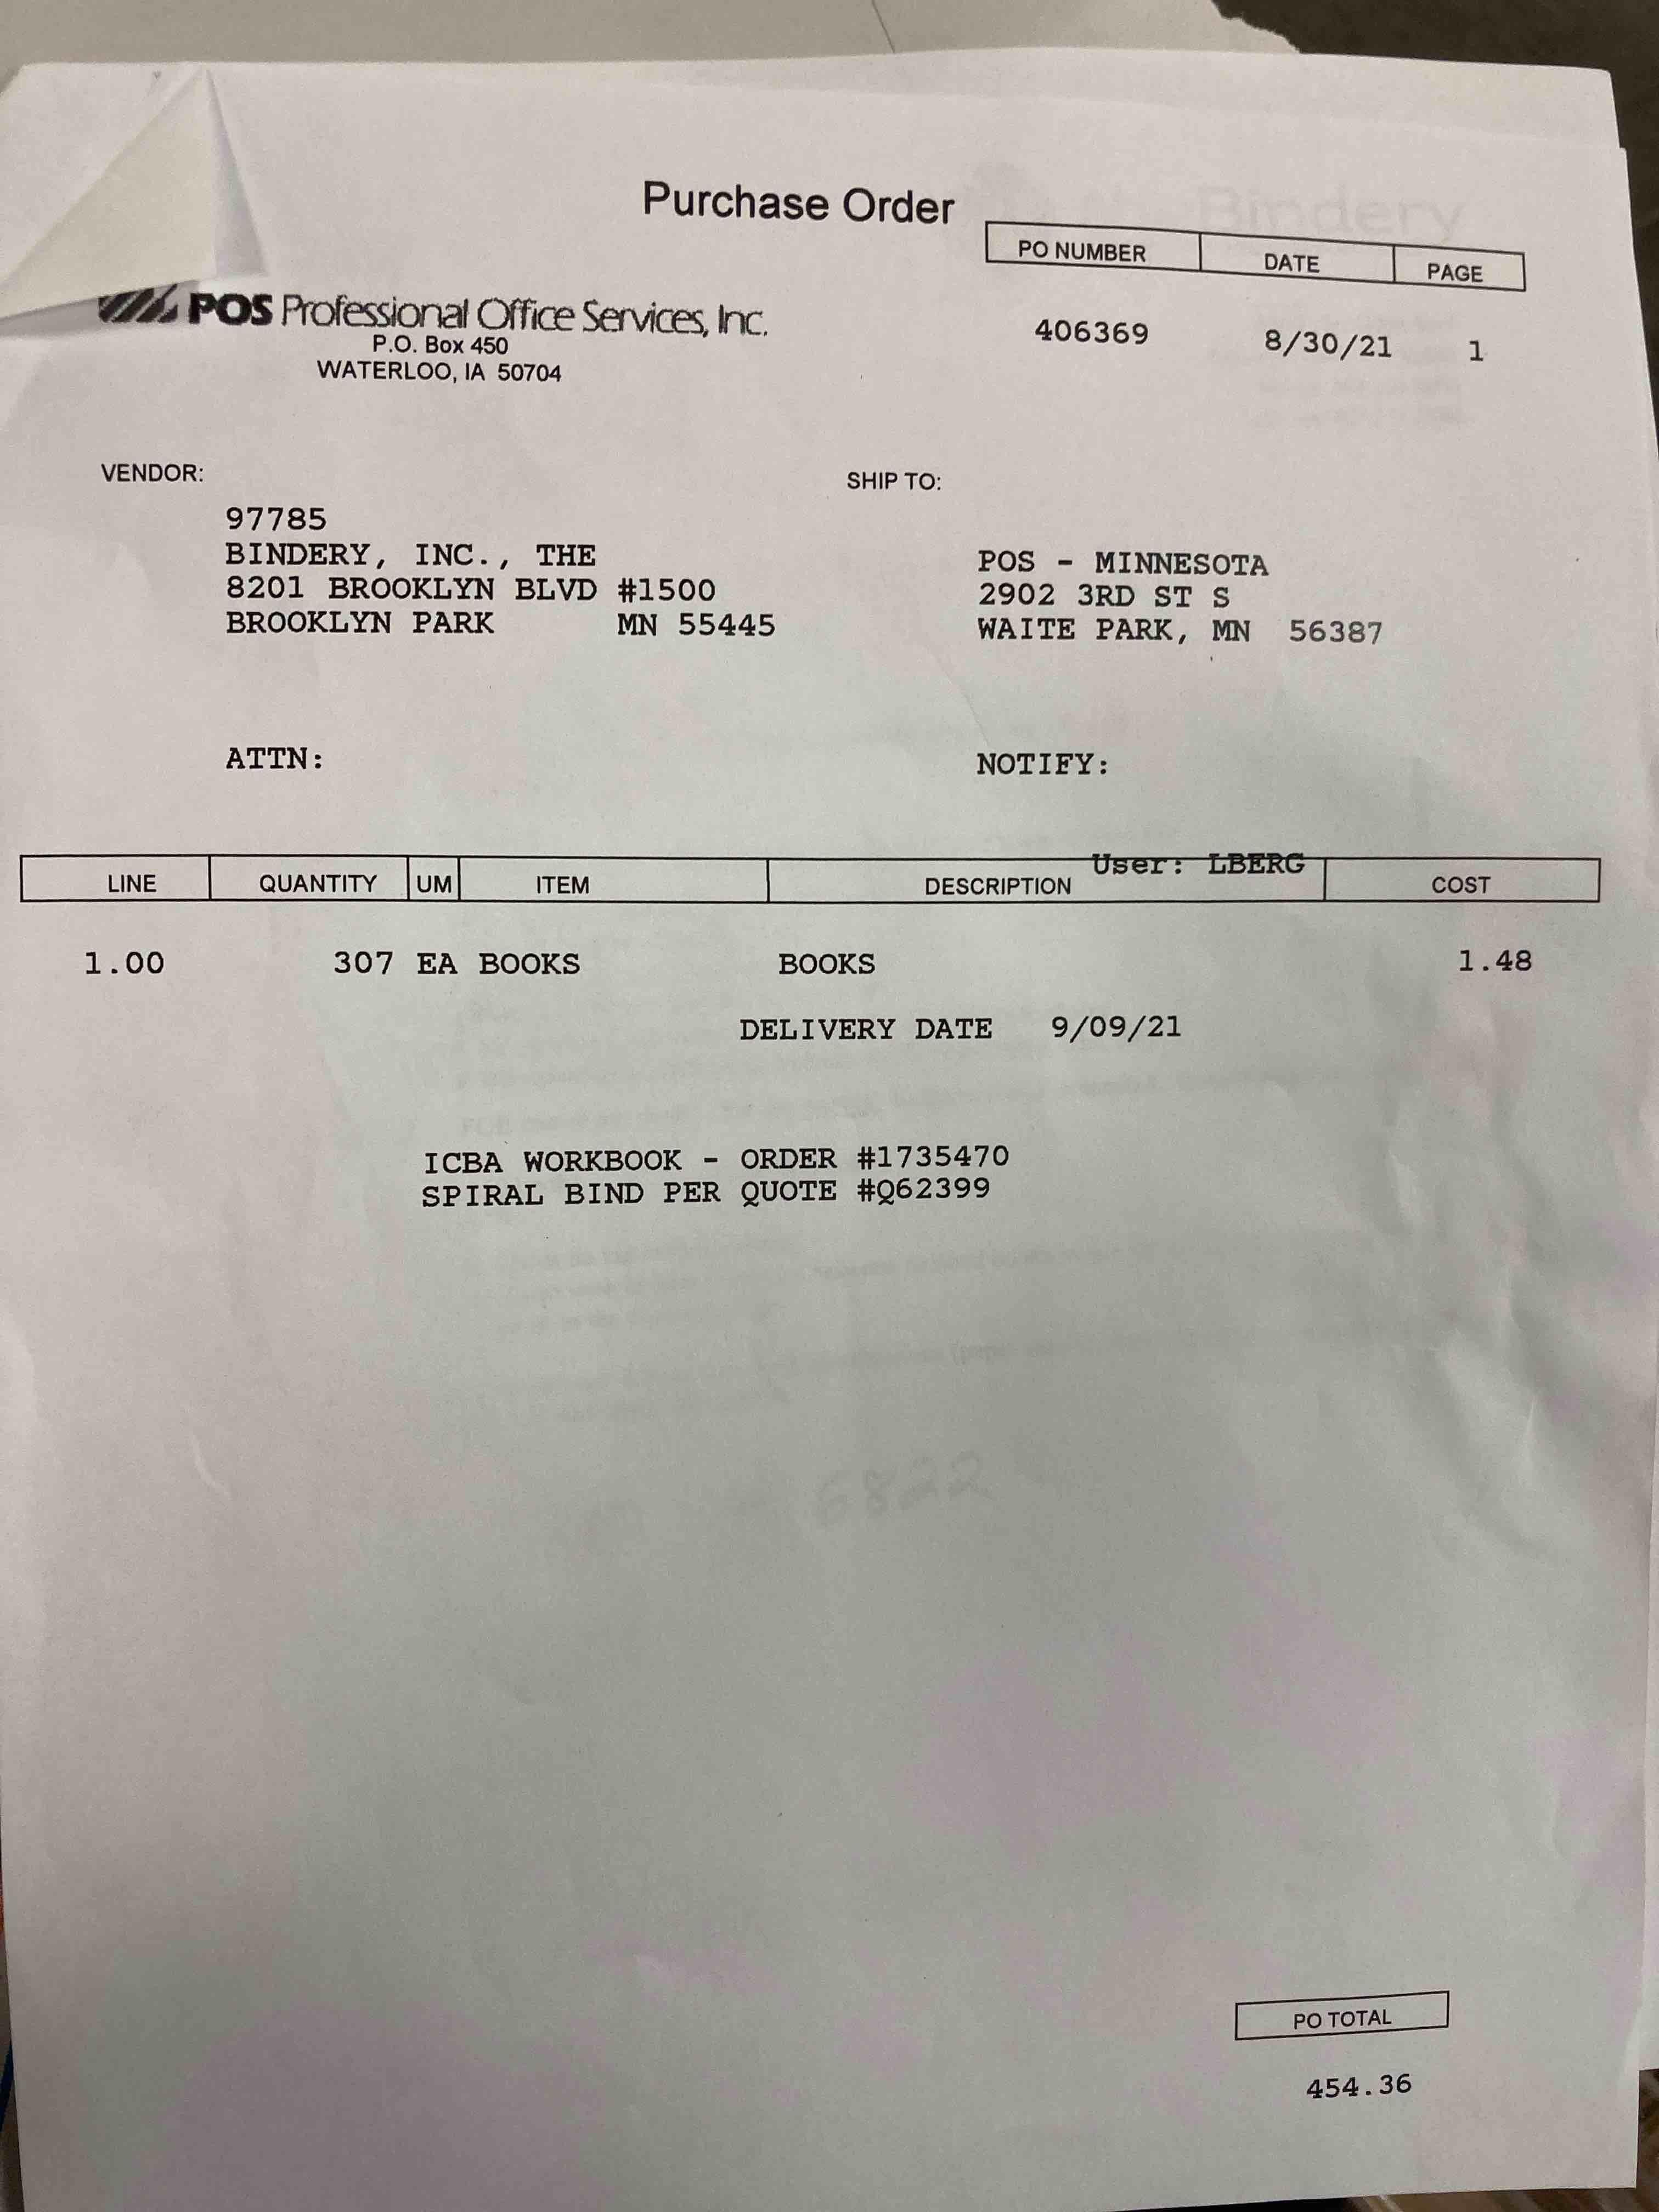 Purchase Order
Bindery
PO NUMBER DATE PAGE
POS Professional Office Services, Inc.
P.O. Box 450
WATERLOO, IA 50704
406369 8/30/21 1
VENDOR:
97785
BINDERY, INC., THE
8201 BROOKLYN BLVD #1500
BROOKLYN PARK MN 55445
SHIP TO:
POS - MINNESOTA
2902 3RD ST S
WAITE PARK, MN 56387
ATTN:
NOTIFY:
User: LBERG
LINE QUANTITY UM ITEM DESCRIPTION COST
1.00 307 EA BOOKS BOOKS 1.48
DELIVERY DATE 9/09/21
ICBA WORKBOOK - ORDER #1735470
SPIRAL BIND PER QUOTE #Q62399
6822
PO TOTAL
454.36